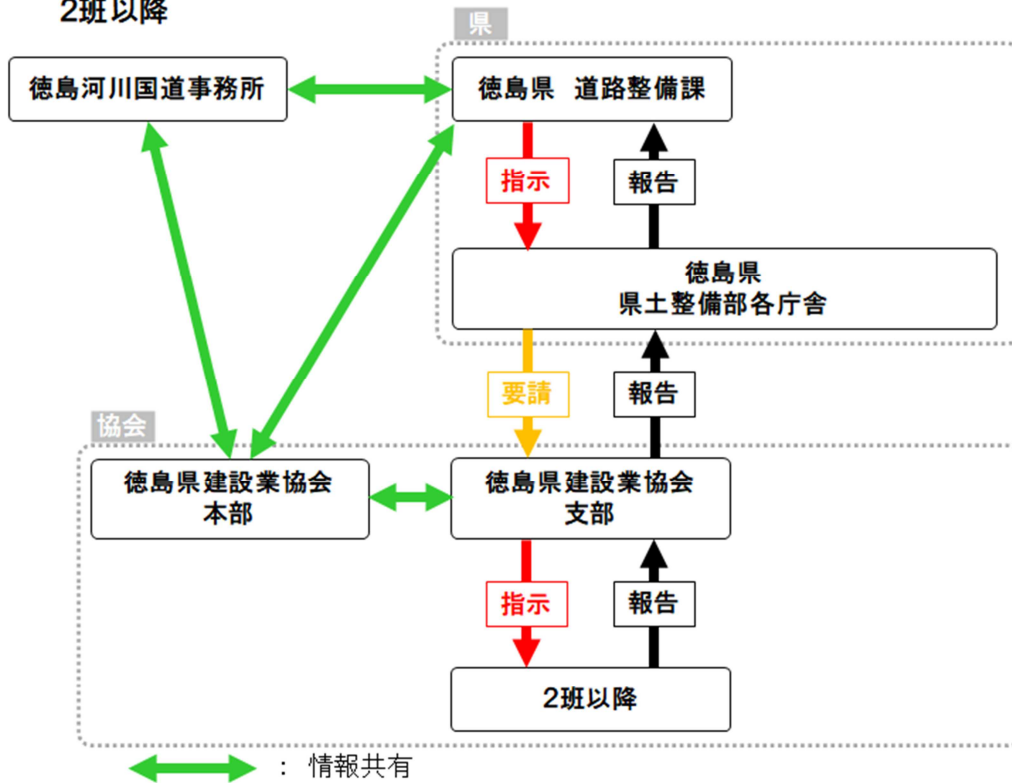 2班以降
県
徳島河川国道事務所
徳島県 道路整備課
指示
報告
徳島県
県土整備部各庁舎
要請
報告
協会
徳島県建設業協会
本部
徳島県建設業協会
支部
指示
報告
2班以降
: 情報共有